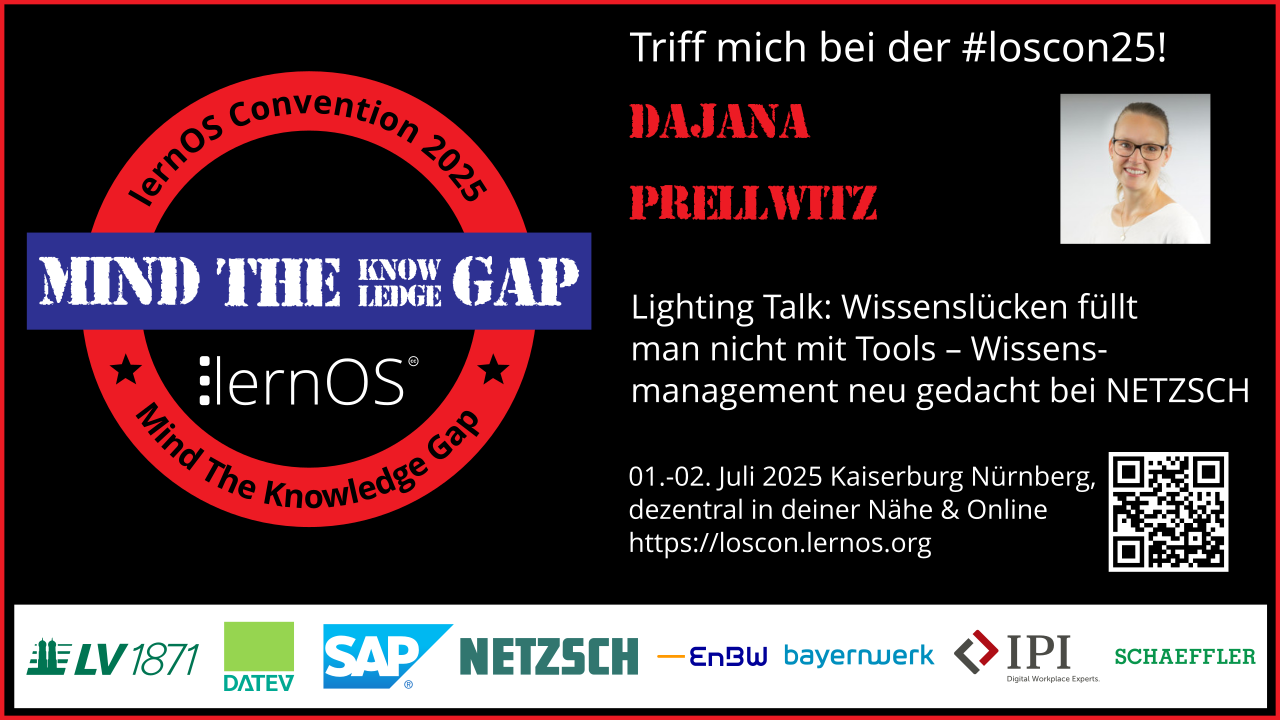 Triff mich bei der #loscon25!
lernOS Convention 2025
DAJANA
PRELLWITZ
MIND THE KNOW LEDGE GAP
lernOS cc
Mind The Knowledge Gap
Lighting Talk: Wissenslücken füllt
man nicht mit Tools – Wissens-
management neu gedacht bei NETZSCH
01.-02. Juli 2025 Kaiserburg Nürnberg,
dezentral in deiner Nähe & Online
https://loscon.lernos.org
LV 1871
DATEV
SAP®
NETZSCH
EnBW
bayernwerk
IPI
Digital Workplace Experts.
SCHAEFFLER